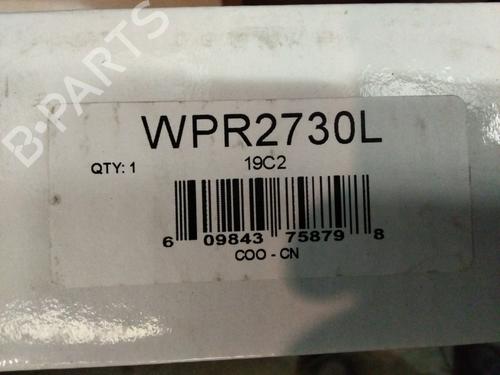 B-PARTS
WPR2730L
QTY: 1
19C2
6 09843 75879 8
COO - CN